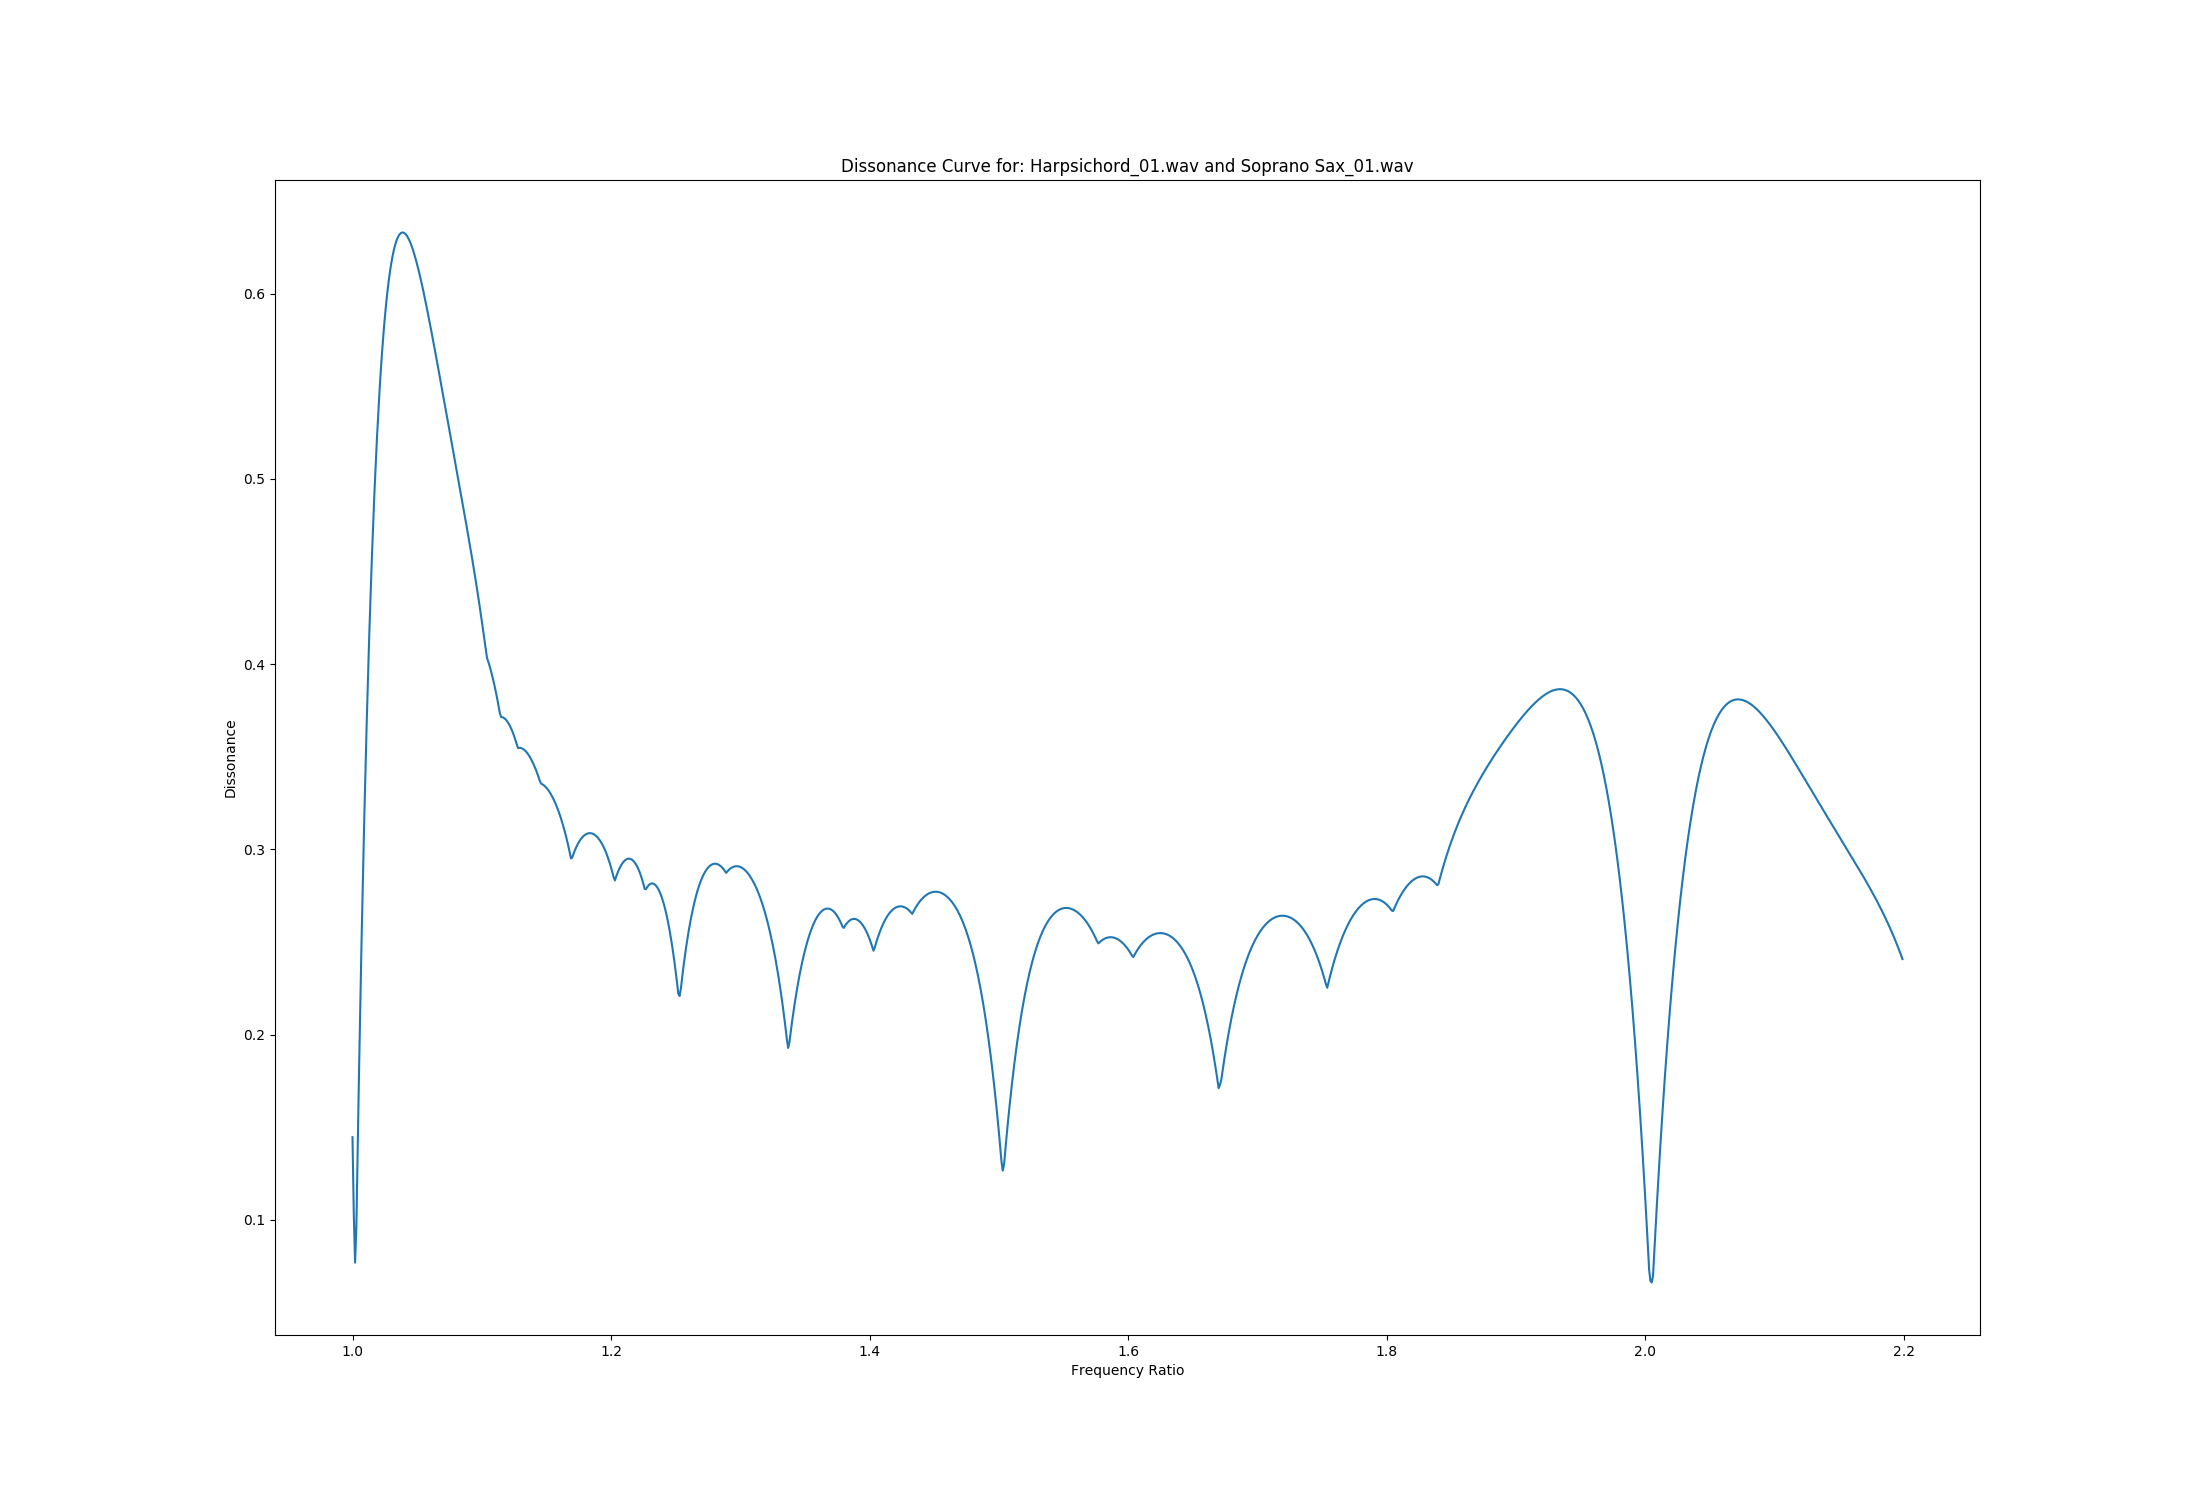 Dissonance Curve for: Harpsichord_01.wav and Soprano Sax_01.wav
0.6
0.5
0.4
0.3
0.2
0.1
Dissonance
1.0 1.2 1.4 1.6 1.8 2.0 2.2
Frequency Ratio